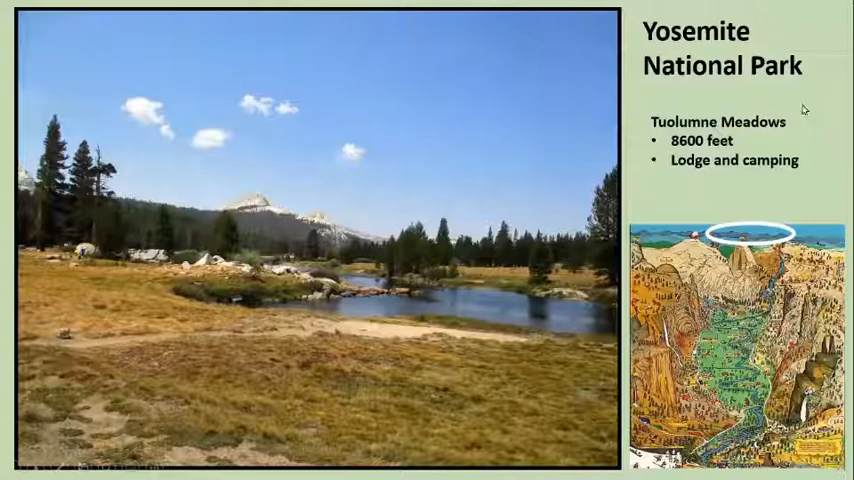 Yosemite
National Park
Tuolumne Meadows
• 8600 feet
• Lodge and camping